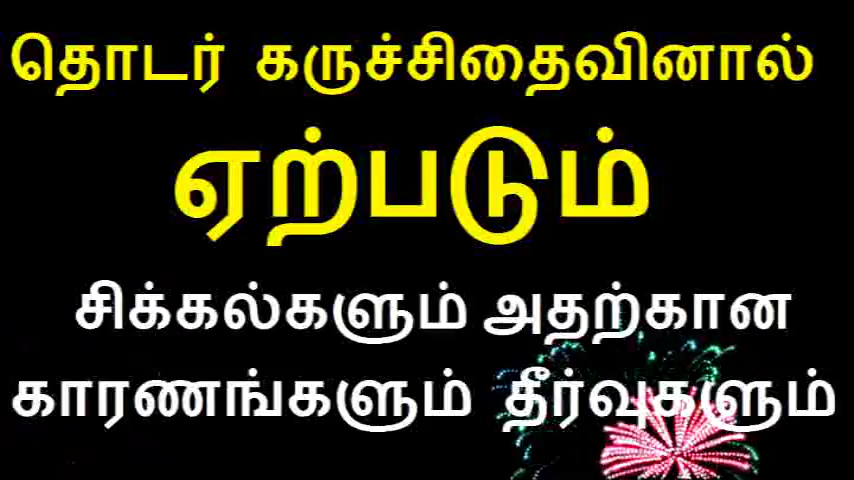 தொடர் கருச்சிதைவினால்
ஏற்படும்
சிக்கல்களும் அதற்கான
காரணங்களும் தீர்வுகளும்